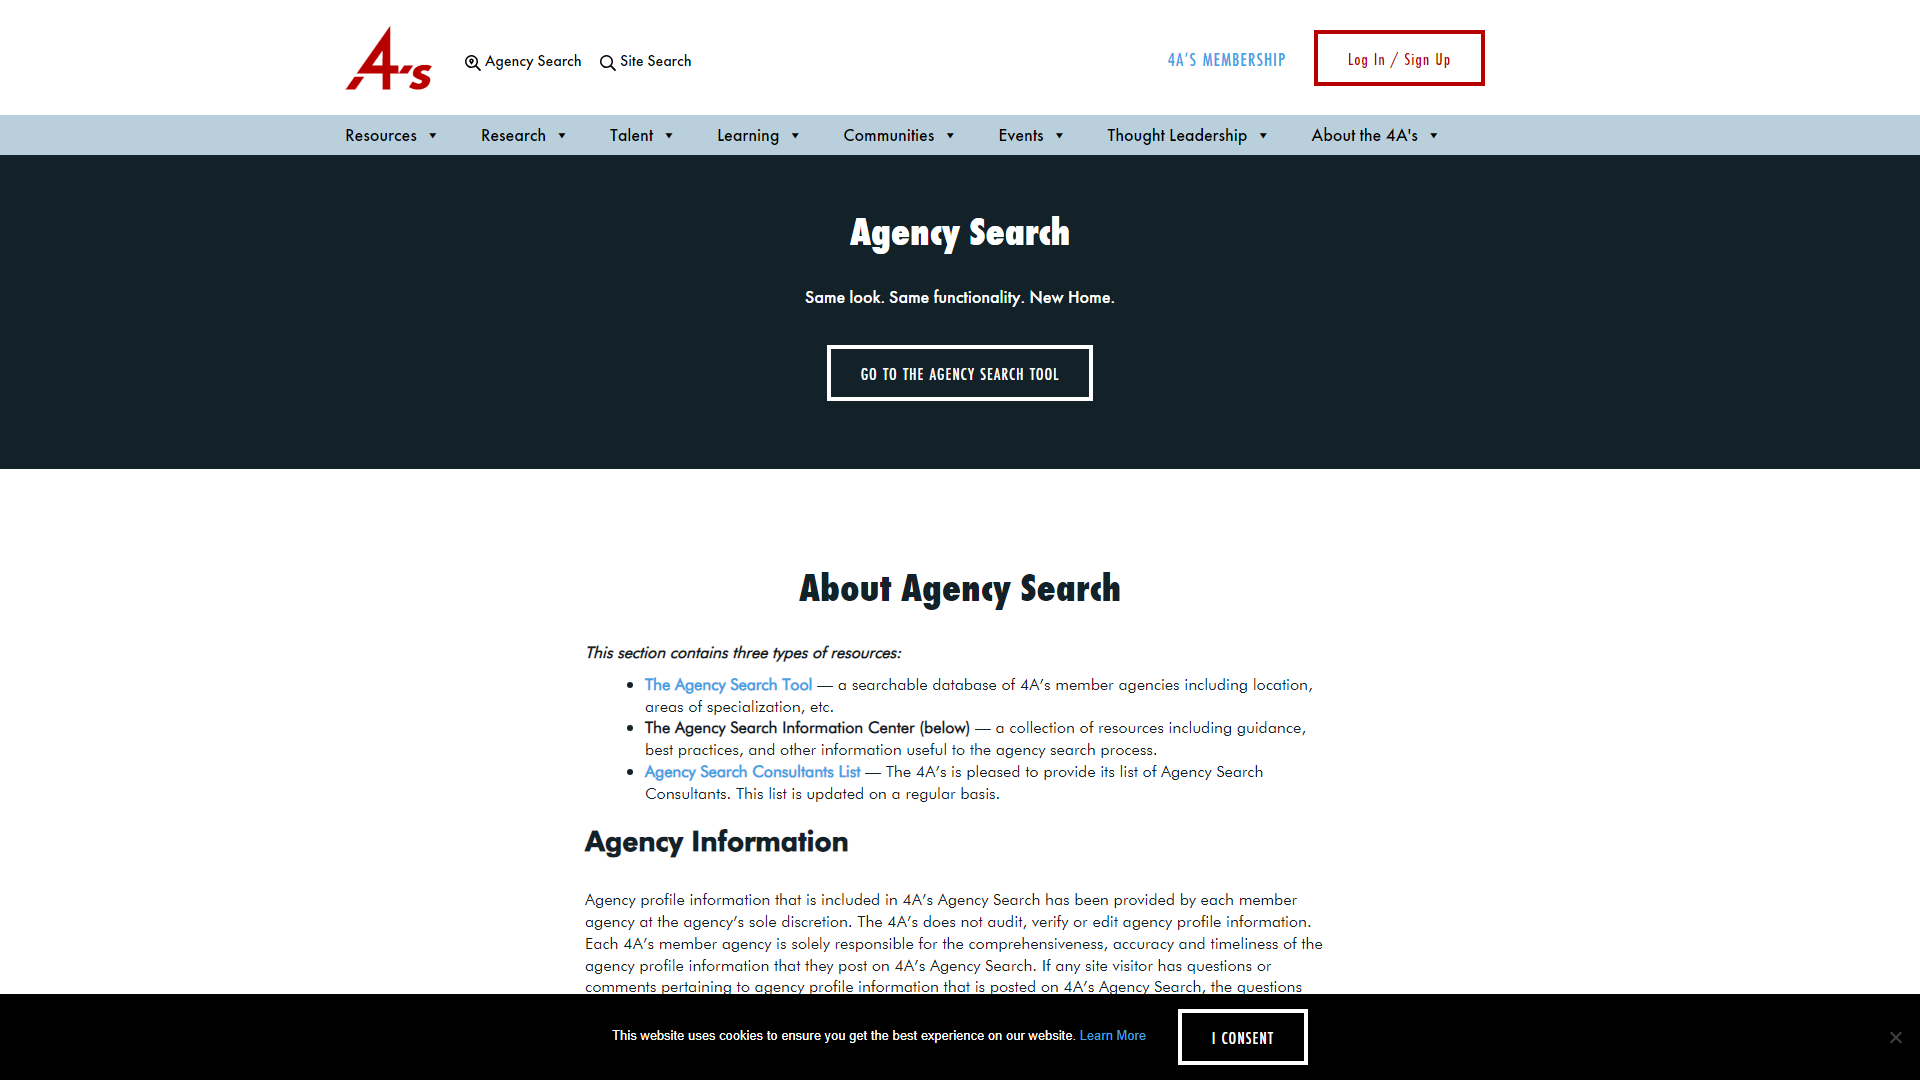 4A's
Agency Search
Site Search
4A’S MEMBERSHIP
Log In / Sign Up
Resources
Research
Talent
Learning
Communities
Events
Thought Leadership
About the 4A's
Agency Search
Same look. Same functionality. New Home.
GO TO THE AGENCY SEARCH TOOL
About Agency Search
This section contains three types of resources:
The Agency Search Tool — a searchable database of 4A’s member agencies including location,
areas of specialization, etc.
The Agency Search Information Center (below) — a collection of resources including guidance,
best practices, and other information useful to the agency search process.
Agency Search Consultants List — The 4A’s is pleased to provide its list of Agency Search
Consultants. This list is updated on a regular basis.
Agency Information
Agency profile information that is included in 4A’s Agency Search has been provided by each member
agency at the agency’s sole discretion. The 4A’s does not audit, verify or edit agency profile information.
Each 4A’s member agency is solely responsible for the comprehensiveness, accuracy and timeliness of the
agency profile information that they post on 4A’s Agency Search. If any site visitor has questions or
comments pertaining to agency profile information that is posted on 4A’s Agency Search, the questions
This website uses cookies to ensure you get the best experience on our website. Learn More
I CONSENT